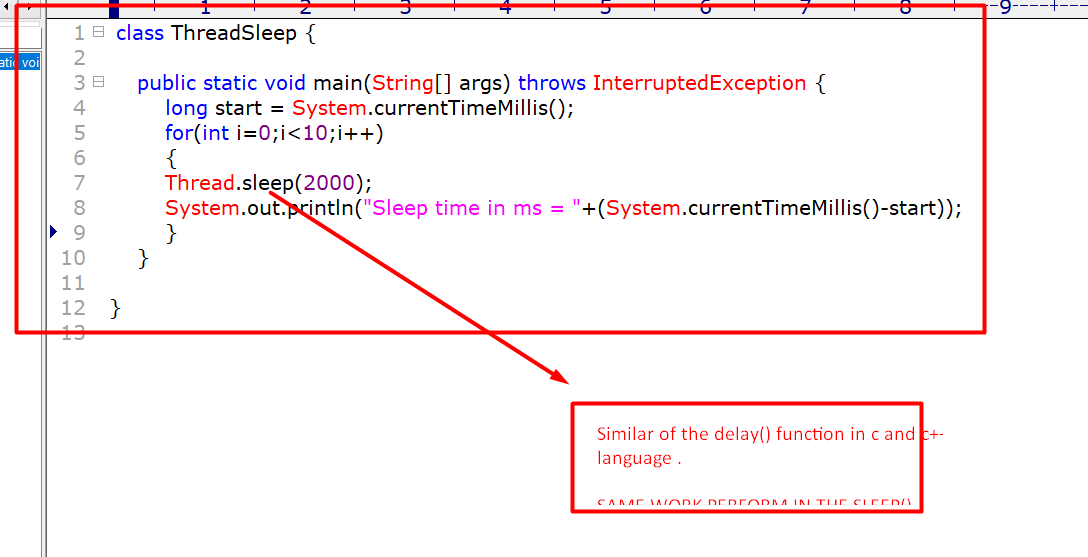 1 2 3 4 5 6 7 8 9
atic voi
1 class ThreadSleep {
2
3 public static void main(String[] args) throws InterruptedException {
4 long start = System.currentTimeMillis();
5 for(int i=0;i<10;i++)
6 {
7 Thread.sleep(2000);
8 System.out.println("Sleep time in ms = "+(System.currentTimeMillis()-start));
9 }
10 }
11
12 }
13
Similar of the delay() function in c and c+-
language .
SAME WORK PERFORM IN THE SLEEP()